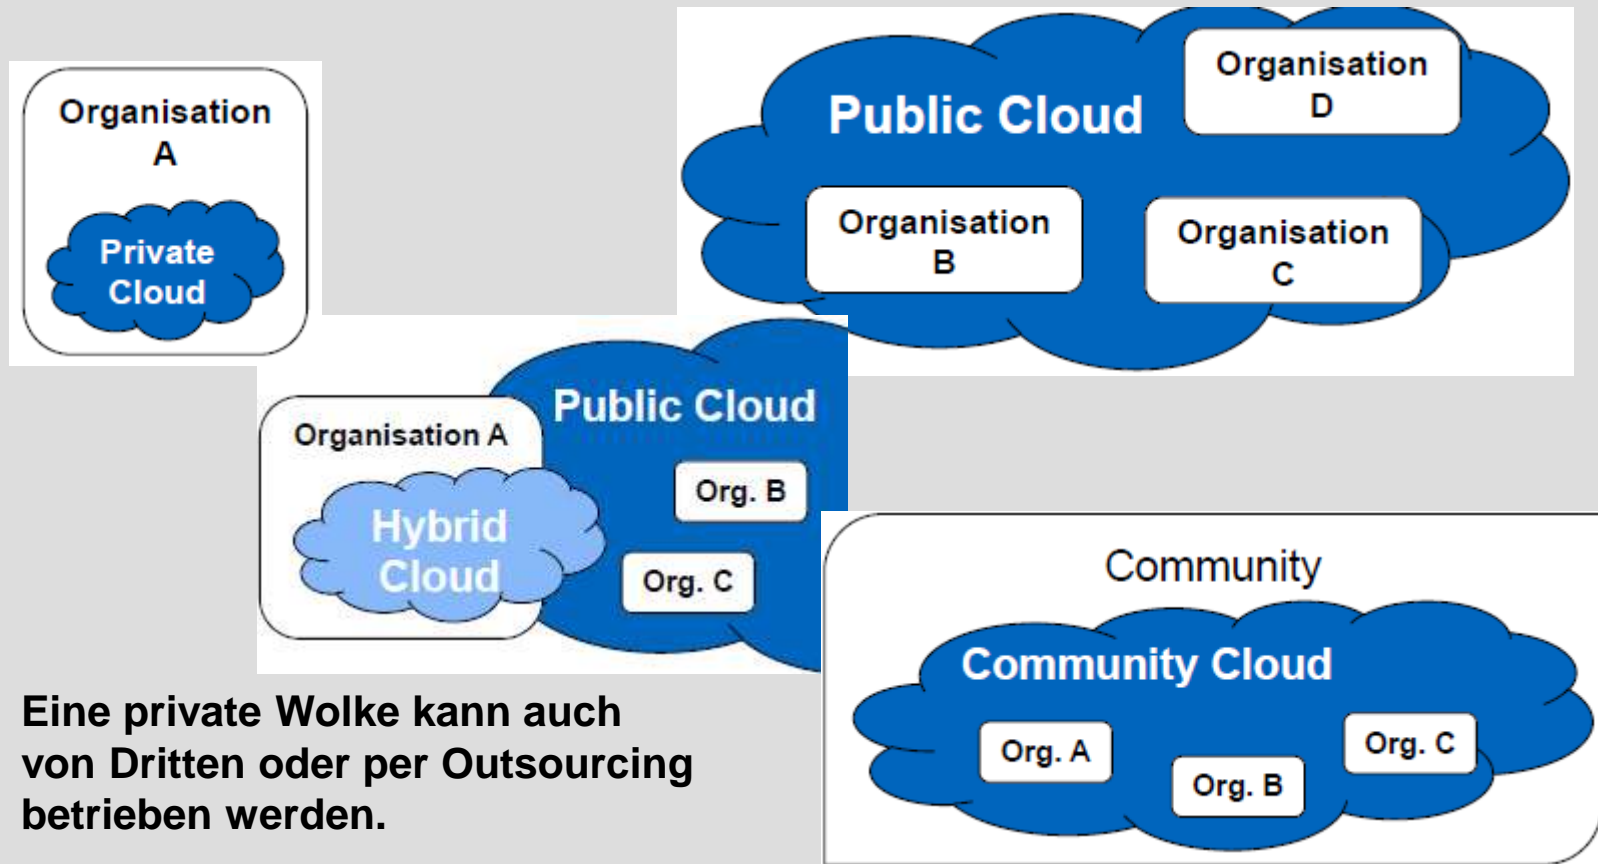 Organisation
A
Private
Cloud
Public Cloud
Organisation
D
Organisation
B
Organisation
C
Organisation A
Hybrid
Cloud
Public Cloud
Org. B
Org. C
Community
Community Cloud
Org. A
Org. B
Org. C
Eine private Wolke kann auch
von Dritten oder per Outsourcing
betrieben werden.